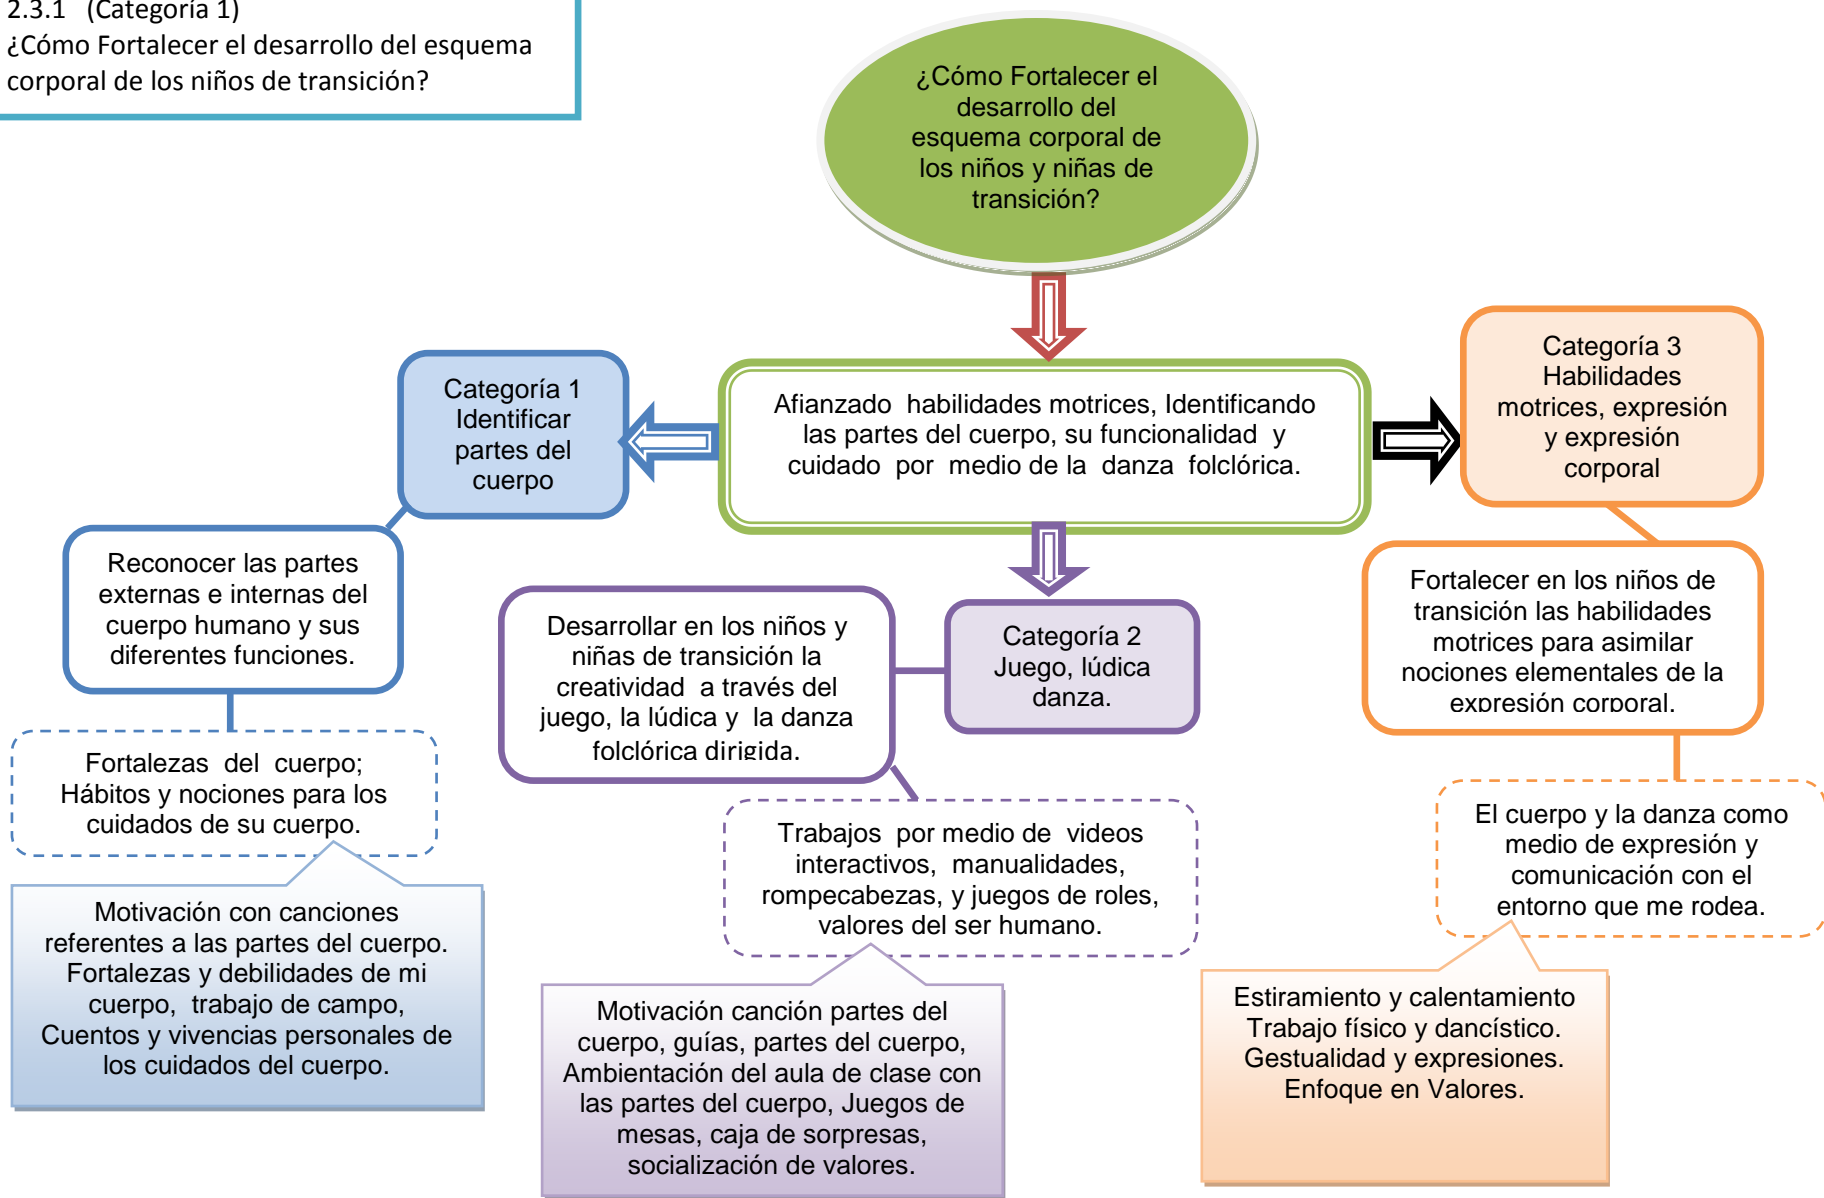 2.3.1 (Categoría 1)
¿Cómo Fortalecer el desarrollo del esquema
corporal de los niños de transición?
¿Cómo Fortalecer el
desarrollo del
esquema corporal de
los niños y niñas de
transición?
Categoría 1
Identificar
partes del
cuerpo
Afianzado habilidades motrices, Identificando
las partes del cuerpo, su funcionalidad y
cuidado por medio de la danza folclórica.
Categoría 3
Habilidades
motrices, expresión
y expresión
corporal
Reconocer las partes
externas e internas del
cuerpo humano y sus
diferentes funciones.
Desarrollar en los niños y
niñas de transición la
creatividad a través del
juego, la lúdica y la danza
folclórica dirigida.
Categoría 2
Juego, lúdica
danza.
Fortalecer en los niños de
transición las habilidades
motrices para asimilar
nociones elementales de la
expresión corporal.
Fortalezas del cuerpo;
Hábitos y nociones para los
cuidados de su cuerpo.
Trabajos por medio de videos
interactivos, manualidades,
rompecabezas, y juegos de roles,
valores del ser humano.
El cuerpo y la danza como
medio de expresión y
comunicación con el
entorno que me rodea.
Motivación con canciones
referentes a las partes del cuerpo.
Fortalezas y debilidades de mi
cuerpo, trabajo de campo,
Cuentos y vivencias personales de
los cuidados del cuerpo.
Motivación canción partes del
cuerpo, guías, partes del cuerpo,
Ambientación del aula de clase con
las partes del cuerpo, Juegos de
mesas, caja de sorpresas,
socialización de valores.
Estiramiento y calentamiento
Trabajo físico y dancístico.
Gestualidad y expresiones.
Enfoque en Valores.